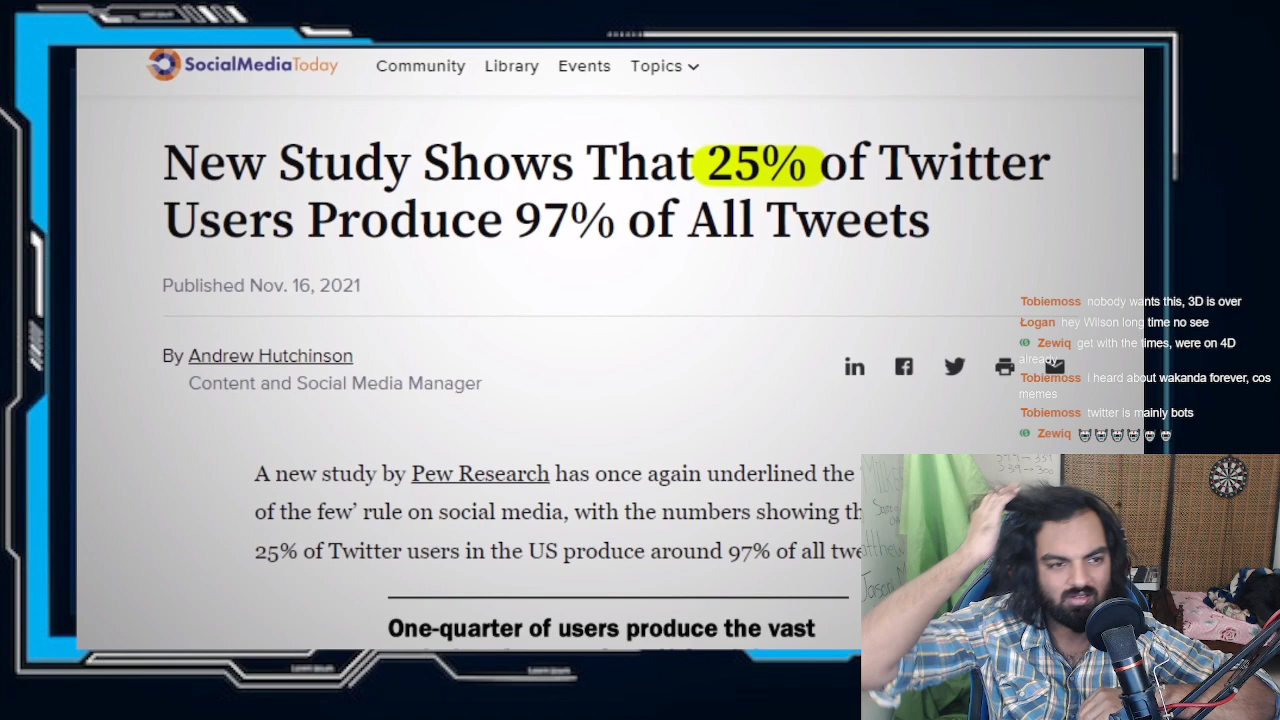 SocialMediaToday Community Library Events Topics
New Study Shows That 25% of Twitter
Users Produce 97% of All Tweets
Published Nov. 16, 2021
By Andrew Hutchinson
Content and Social Media Manager
A new study by Pew Research has once again underlined the
of the few’ rule on social media, with the numbers showing
25% of Twitter users in the US produce around 97% of all
One-quarter of users produce the vast
Tobiemoss nobody wants this, 3D is over
Łogan hey Wilson long time no see
Zewiq get with the times, were on 4D
already
Tobiemoss i heard about wakanda forever, cos
memes
Tobiemoss twitter is mainly bots
Zewiq